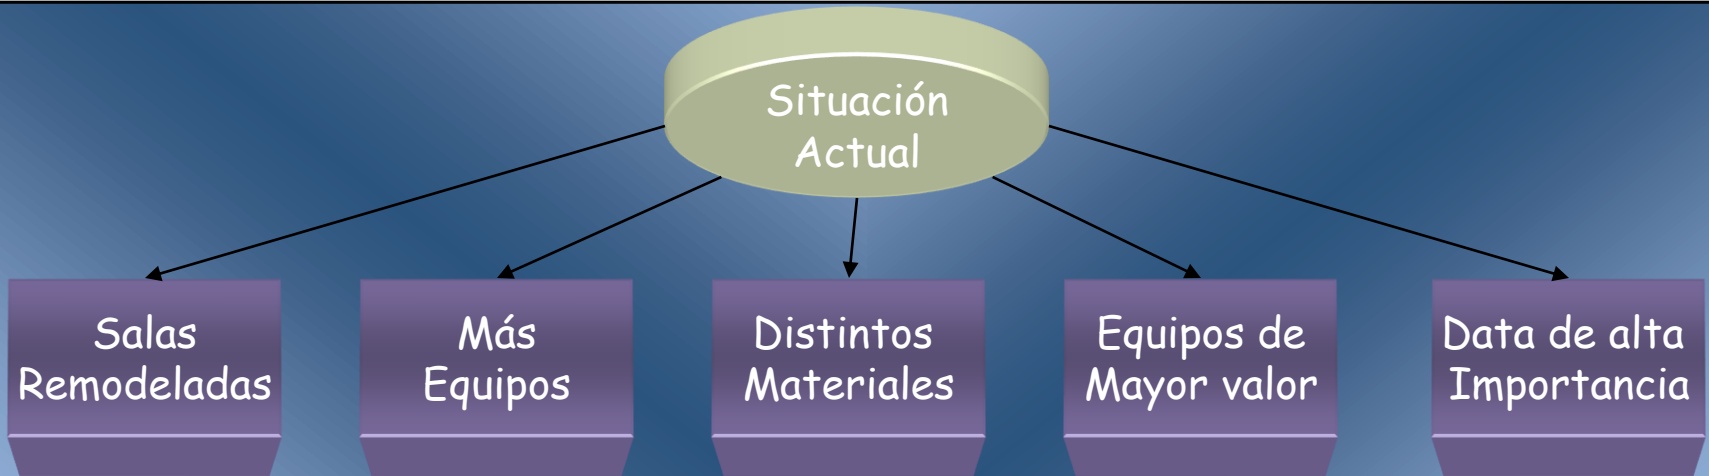 Situación
Actual
Salas
Remodeladas
Más
Equipos
Distintos
Materiales
Equipos de
Mayor valor
Data de alta
Importancia